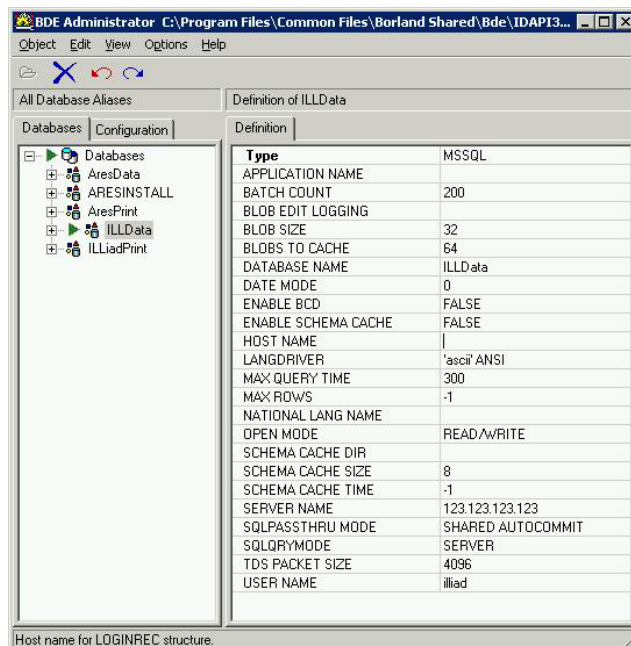 BDE Administrator C:\Program Files\Common Files\Borland Shared\Bde\IDAPI3...
Object Edit View Options Help
All Database Aliases Definition of ILLData
Databases Configuration Definition
Databases
AresData
ARESINSTALL
AresPrint
ILLData
ILLiadPrint
Type MSSQL
APPLICATION NAME
BATCH COUNT 200
BLOB EDIT LOGGING
BLOB SIZE 32
BLOBS TO CACHE 64
DATABASE NAME ILLData
DATE MODE 0
ENABLE BCD FALSE
ENABLE SCHEMA CACHE FALSE
HOST NAME
LANGDRIVER 'ascii' ANSI
MAX QUERY TIME 300
MAX ROWS -1
NATIONAL LANG NAME
OPEN MODE READ/WRITE
SCHEMA CACHE DIR
SCHEMA CACHE SIZE 8
SCHEMA CACHE TIME -1
SERVER NAME 123.123.123.123
SQLPASSTHRU MODE SHARED AUTOCOMMIT
SQLQRYMODE SERVER
TDS PACKET SIZE 4096
USER NAME illiad
Host name for LOGINREC structure.